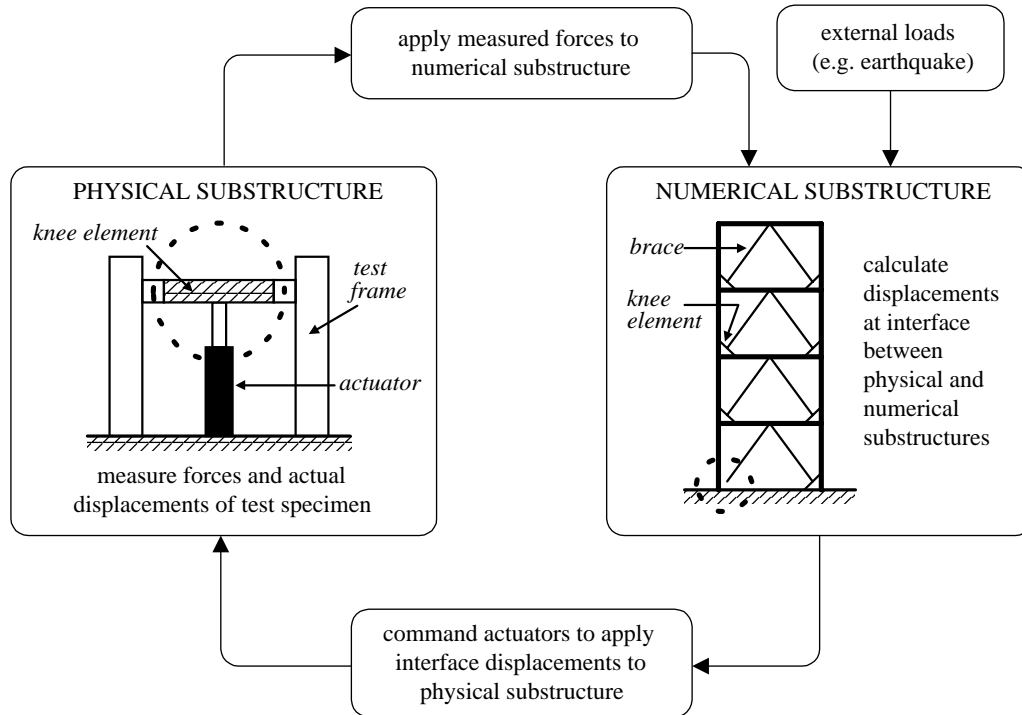 apply measured forces to
numerical substructure
external loads
(e.g. earthquake)
PHYSICAL SUBSTRUCTURE
knee element
test
frame
actuator
measure forces and actual
displacements of test specimen
NUMERICAL SUBSTRUCTURE
brace
knee
element
calculate
displacements
at interface
between
physical and
numerical
substructures
command actuators to apply
interface displacements to
physical substructure